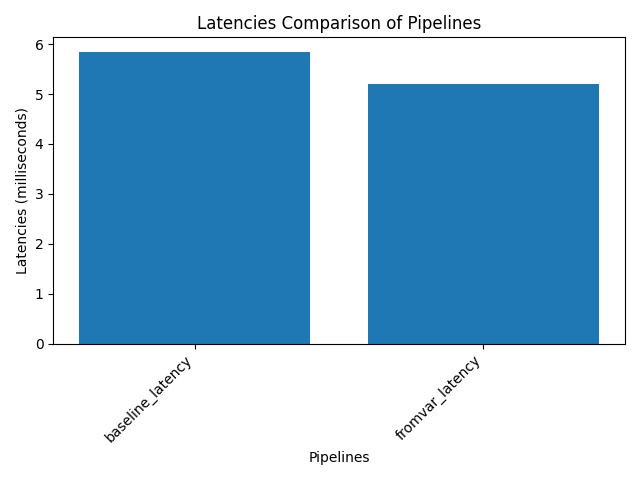 Latencies Comparison of Pipelines
Latencies (milliseconds)
6
5
4
3
2
1
0
baseline_latency
fromvar_latency
Pipelines